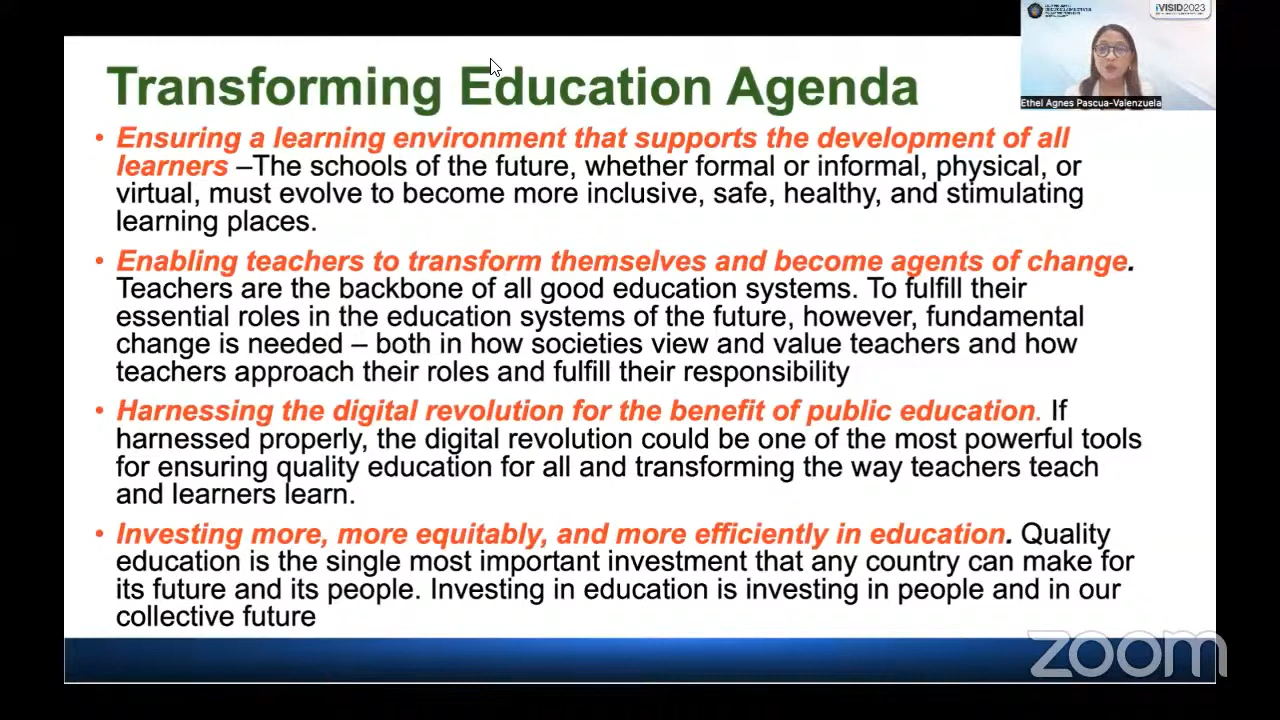 Transforming Education Agenda
• Ensuring a learning environment that supports the development of all
learners –The schools of the future, whether formal or informal, physical, or
virtual, must evolve to become more inclusive, safe, healthy, and stimulating
learning places.
• Enabling teachers to transform themselves and become agents of change.
Teachers are the backbone of all good education systems. To fulfill their
essential roles in the education systems of the future, however, fundamental
change is needed – both in how societies view and value teachers and how
teachers approach their roles and fulfill their responsibility
• Harnessing the digital revolution for the benefit of public education. If
harnessed properly, the digital revolution could be one of the most powerful tools
for ensuring quality education for all and transforming the way teachers teach
and learners learn.
• Investing more, more equitably, and more efficiently in education. Quality
education is the single most important investment that any country can make for
its future and its people. Investing in education is investing in people and in our
collective future
iVISID2023
Ethel Agnes Pascua-Valenzuela
zoom